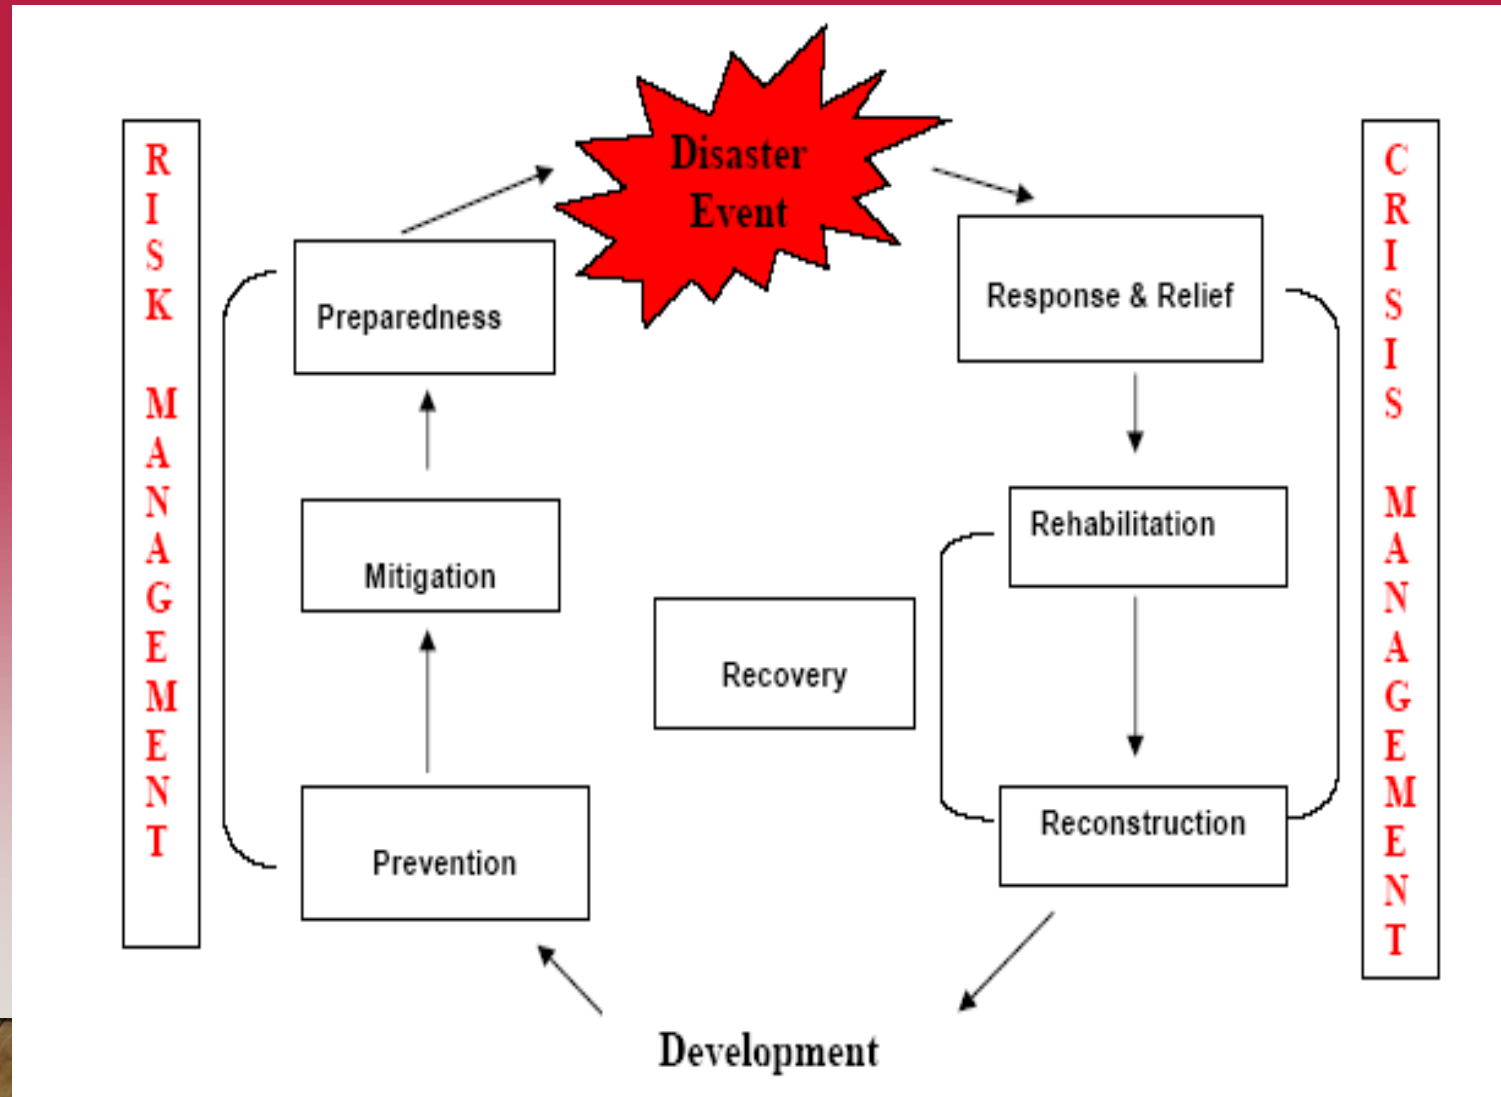 RISK MANAGEMENT
Disaster
Event
CRISIS MANAGEMENT
Preparedness
Response & Relief
Mitigation
Rehabilitation
Recovery
Prevention
Reconstruction
Development